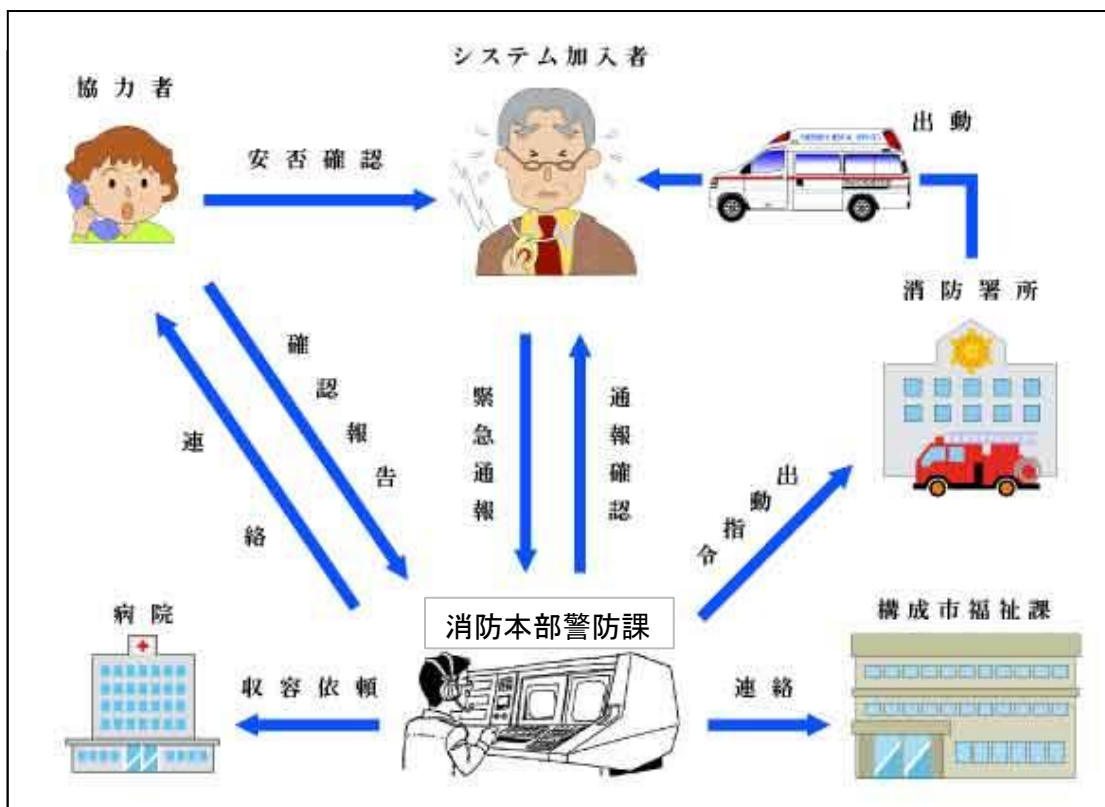 システム加入者
協力者
出動
安否確認
消防署所
確認報告
連絡
緊急通報
通報確認
出動指令
病院
消防本部警防課
構成市福祉課
収容依頼
連絡